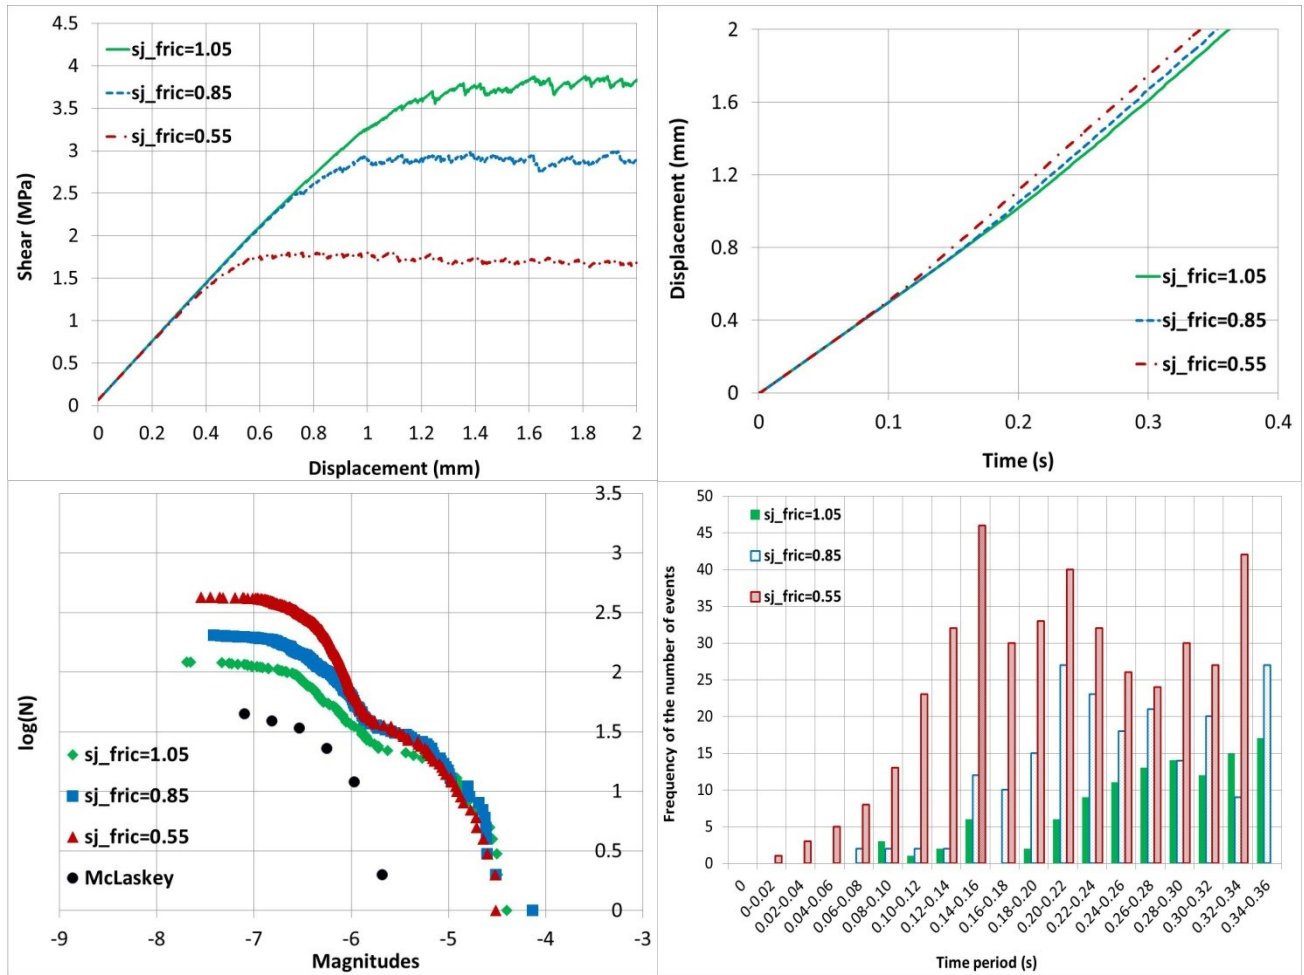 4.5
4
3.5
3
2.5
2
1.5
1
0.5
0
Shear (MPa)
sj_fric=1.05
sj_fric=0.85
sj_fric=0.55
0 0.2 0.4 0.6 0.8 1 1.2 1.4 1.6 1.8 2
Displacement (mm)
2
1.6
1.2
0.8
0.4
0
Displacement (mm)
sj_fric=1.05
sj_fric=0.85
sj_fric=0.55
0 0.1 0.2 0.3 0.4
Time (s)
3.5
3
2.5
2
1.5
1
0.5
0
log(N)
sj_fric=1.05
sj_fric=0.85
sj_fric=0.55
McLaskey
-9 -8 -7 -6 -5 -4 -3
Magnitudes
50
45
40
35
30
25
20
15
10
5
0
Frequency of the number of events
sj_fric=1.05
sj_fric=0.85
sj_fric=0.55
0 0-0.02 0.02-0.04 0.04-0.06 0.06-0.08 0.08-0.10 0.10-0.12 0.12-0.14 0.14-0.16 0.16-0.18 0.18-0.20 0.20-0.22 0.22-0.24 0.24-0.26 0.26-0.28 0.28-0.30 0.30-0.32 0.32-0.34 0.34-0.36
Time period (s)